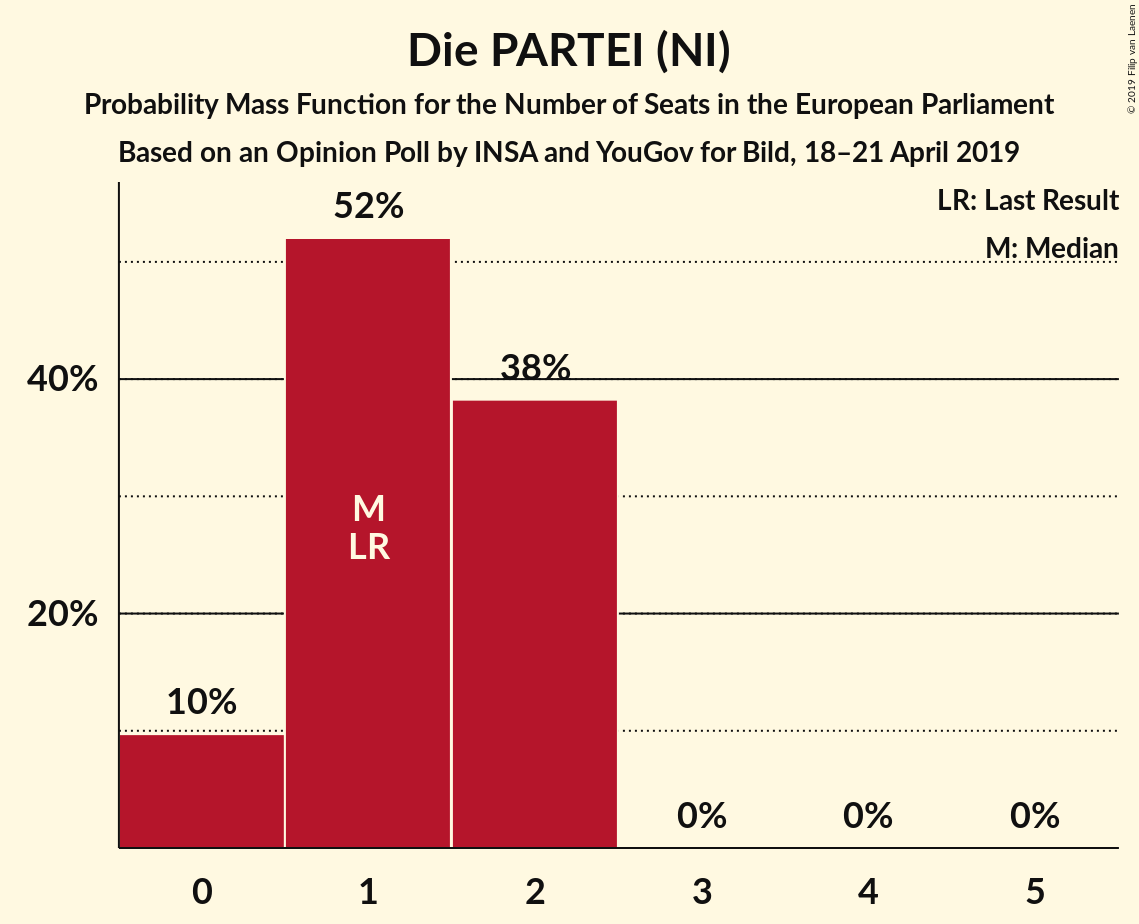 Die PARTEI (NI)
Probability Mass Function for the Number of Seats in the European Parliament
Based on an Opinion Poll by INSA and YouGov for Bild, 18–21 April 2019
© 2019 Filip van Laenen
LR: Last Result
M: Median
52%
38%
40%
M
LR
20%
10%
0%
0%
0%
0
1
2
3
4
5